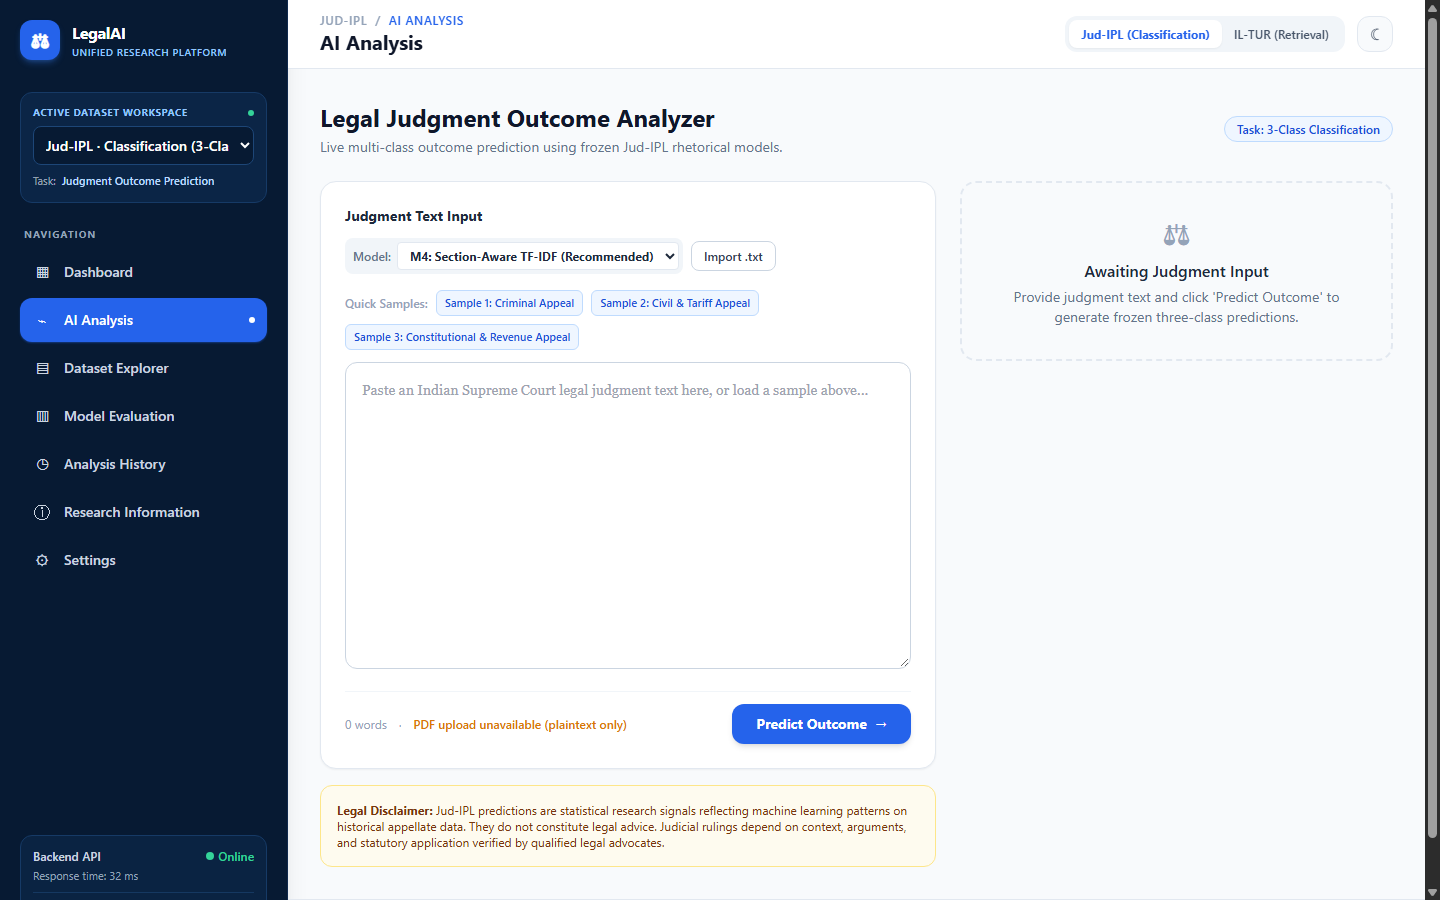 LegalAI
UNIFIED RESEARCH PLATFORM
ACTIVE DATASET WORKSPACE
Jud-IPL · Classification (3-Cla
Task: Judgment Outcome Prediction
NAVIGATION
Dashboard
AI Analysis
Dataset Explorer
Model Evaluation
Analysis History
Research Information
Settings
Backend API
Online
Response time: 32 ms
JUD-IPL / AI ANALYSIS
AI Analysis
Jud-IPL (Classification)
IL-TUR (Retrieval)
Legal Judgment Outcome Analyzer
Live multi-class outcome prediction using frozen Jud-IPL rhetorical models.
Task: 3-Class Classification
Judgment Text Input
Model: M4: Section-Aware TF-IDF (Recommended)
Import .txt
Quick Samples: Sample 1: Criminal Appeal Sample 2: Civil & Tariff Appeal
Sample 3: Constitutional & Revenue Appeal
Paste an Indian Supreme Court legal judgment text here, or load a sample above...
0 words · PDF upload unavailable (plaintext only)
Predict Outcome →
Legal Disclaimer: Jud-IPL predictions are statistical research signals reflecting machine learning patterns on
historical appellate data. They do not constitute legal advice. Judicial rulings depend on context, arguments,
and statutory application verified by qualified legal advocates.
Awaiting Judgment Input
Provide judgment text and click 'Predict Outcome' to
generate frozen three-class predictions.